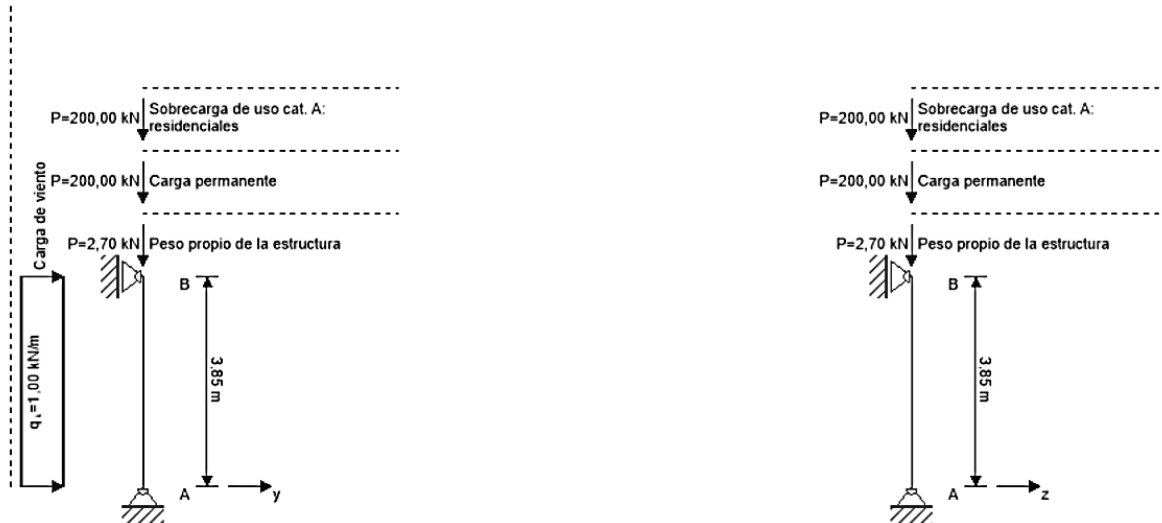 P=200,00 kN
Sobrecarga de uso cat. A:
residenciales
P=200,00 kN
Carga permanente
P=2,70 kN
Peso propio de la estructura
Carga de viento
q
=1,00 kN/m
B
3,85 m
A
y
P=200,00 kN
Sobrecarga de uso cat. A:
residenciales
P=200,00 kN
Carga permanente
P=2,70 kN
Peso propio de la estructura
B
3,85 m
A
z